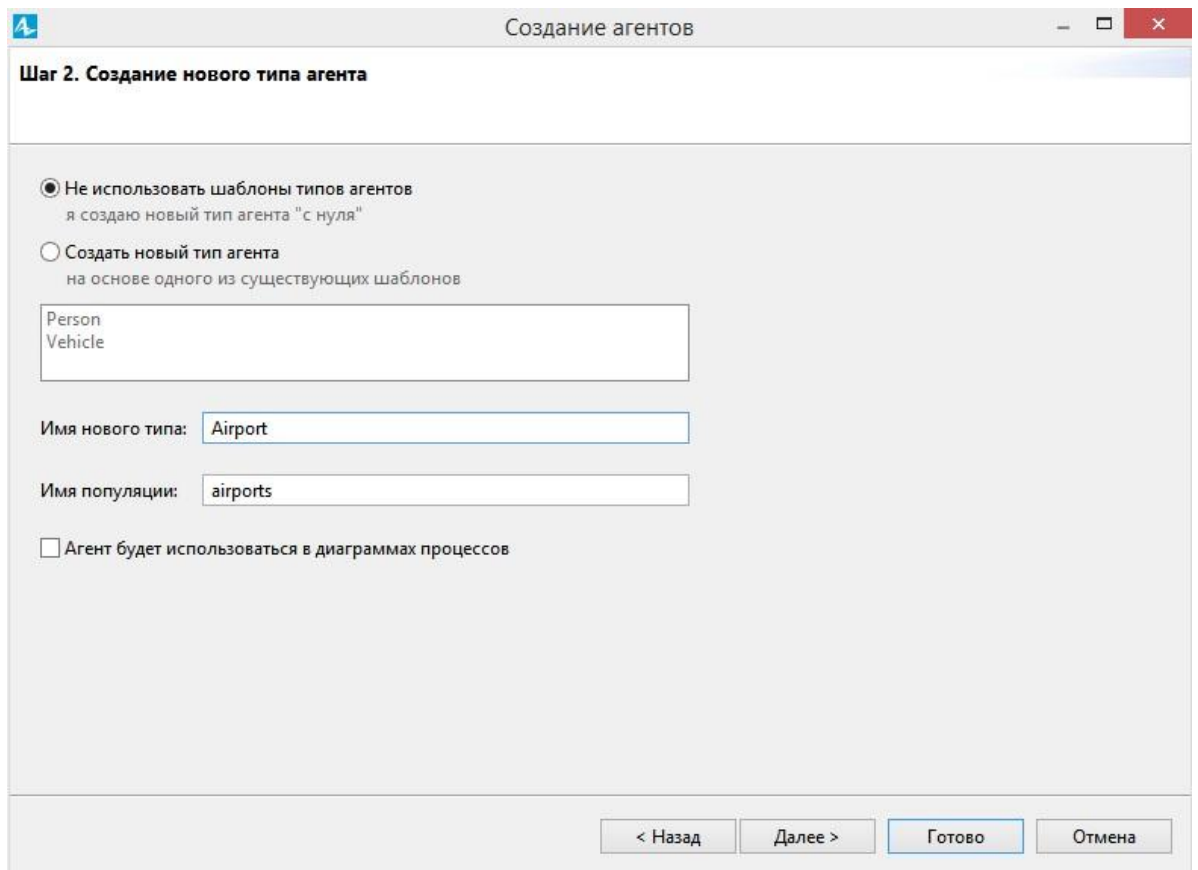 Создание агентов
Шаг 2. Создание нового типа агента
Не использовать шаблоны типов агентов
я создаю новый тип агента "с нуля"
Создать новый тип агента
на основе одного из существующих шаблонов
Person
Vehicle
Имя нового типа: Airport
Имя популяции: airports
Агент будет использоваться в диаграммах процессов
< Назад Далее > Готово Отмена